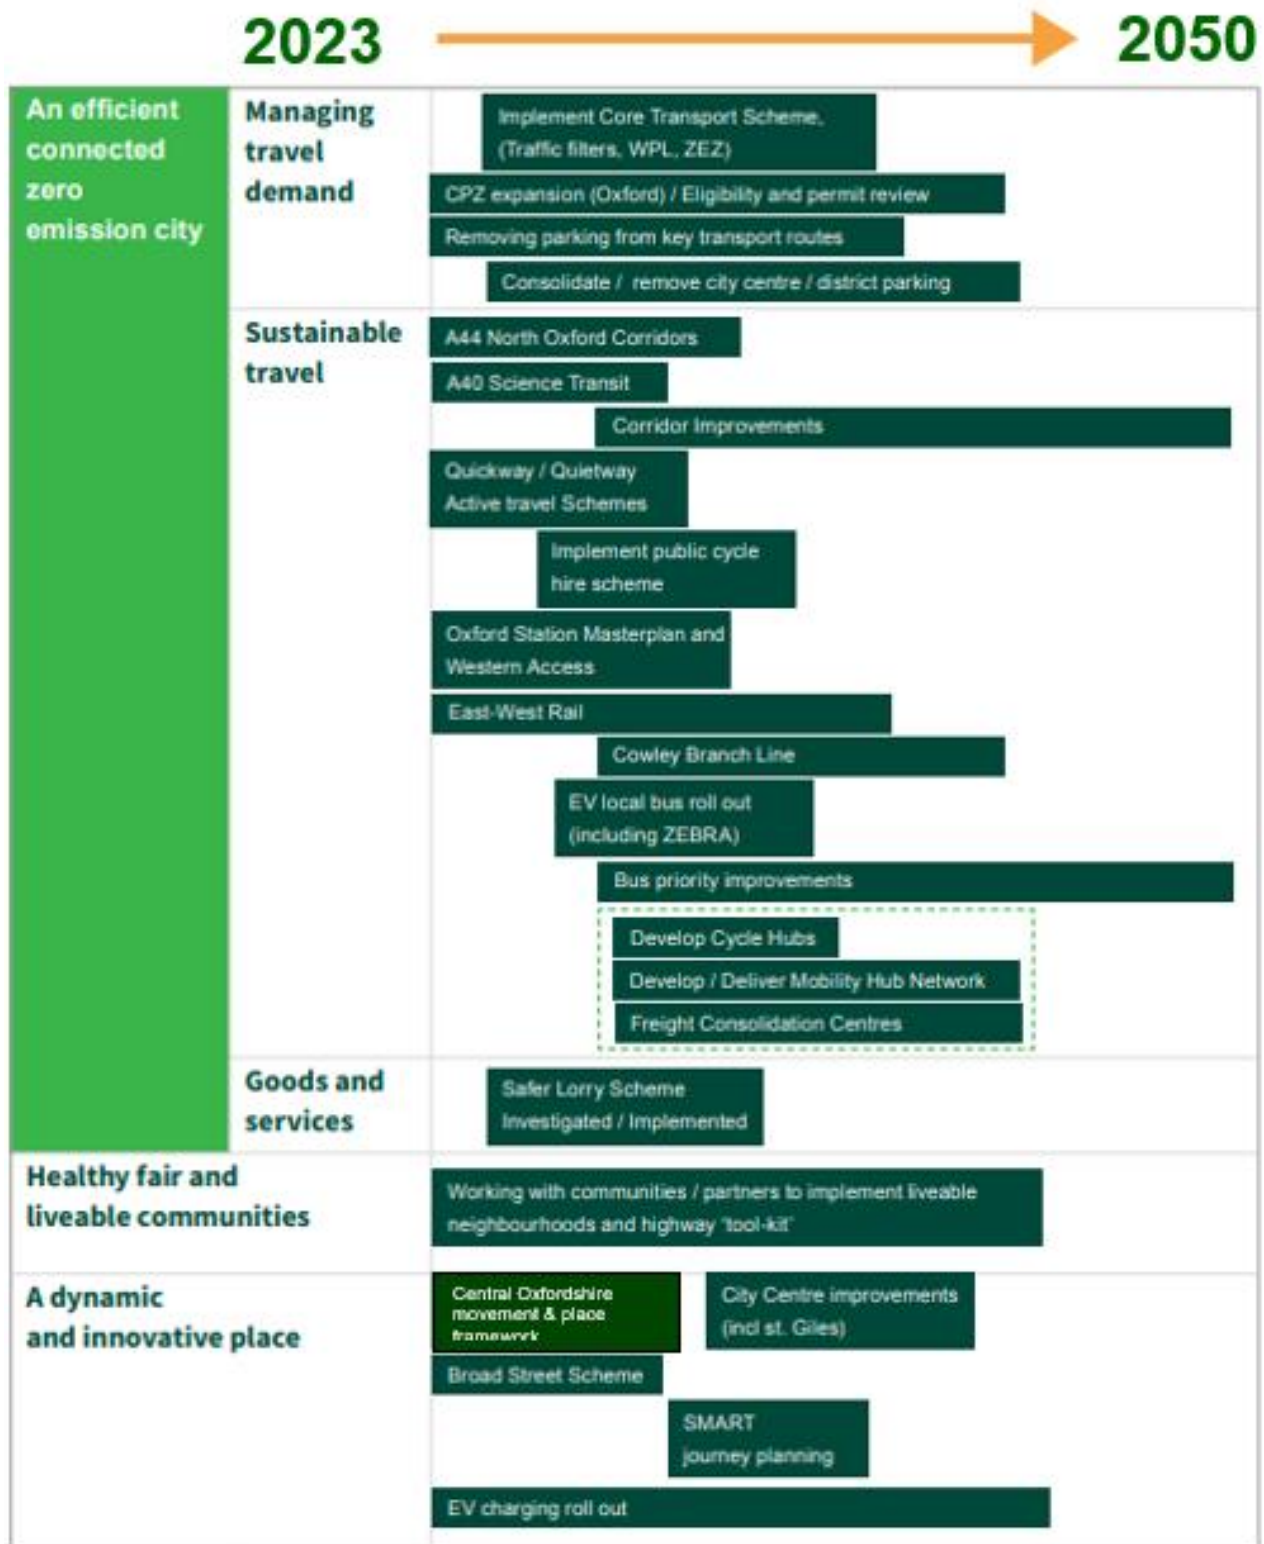 2023
2050
An efficient
connected
zero
emission city
Managing
travel
demand
Implement Core Transport Scheme,
(Traffic filters, WPL, ZEZ)
CPZ expansion (Oxford) / Eligibility and permit review
Removing parking from key transport routes
Consolidate / remove city centre / district parking
Sustainable
travel
A44 North Oxford Corridors
A40 Science Transit
Corridor Improvements
Quickway / Quietway
Active travel Schemes
Implement public cycle
hire scheme
Oxford Station Masterplan and
Western Access
East-West Rail
Cowley Branch Line
EV local bus roll out
(including ZEBRA)
Bus priority improvements
Develop Cycle Hubs
Develop / Deliver Mobility Hub Network
Freight Consolidation Centres
Goods and
services
Safer Lorry Scheme
Investigated / Implemented
Healthy fair and
liveable communities
Working with communities / partners to implement liveable
neighbourhoods and highway 'tool-kit'
A dynamic
and innovative place
Central Oxfordshire
movement & place
framework
City Centre improvements
(incl st. Giles)
Broad Street Scheme
SMART
journey planning
EV charging roll out